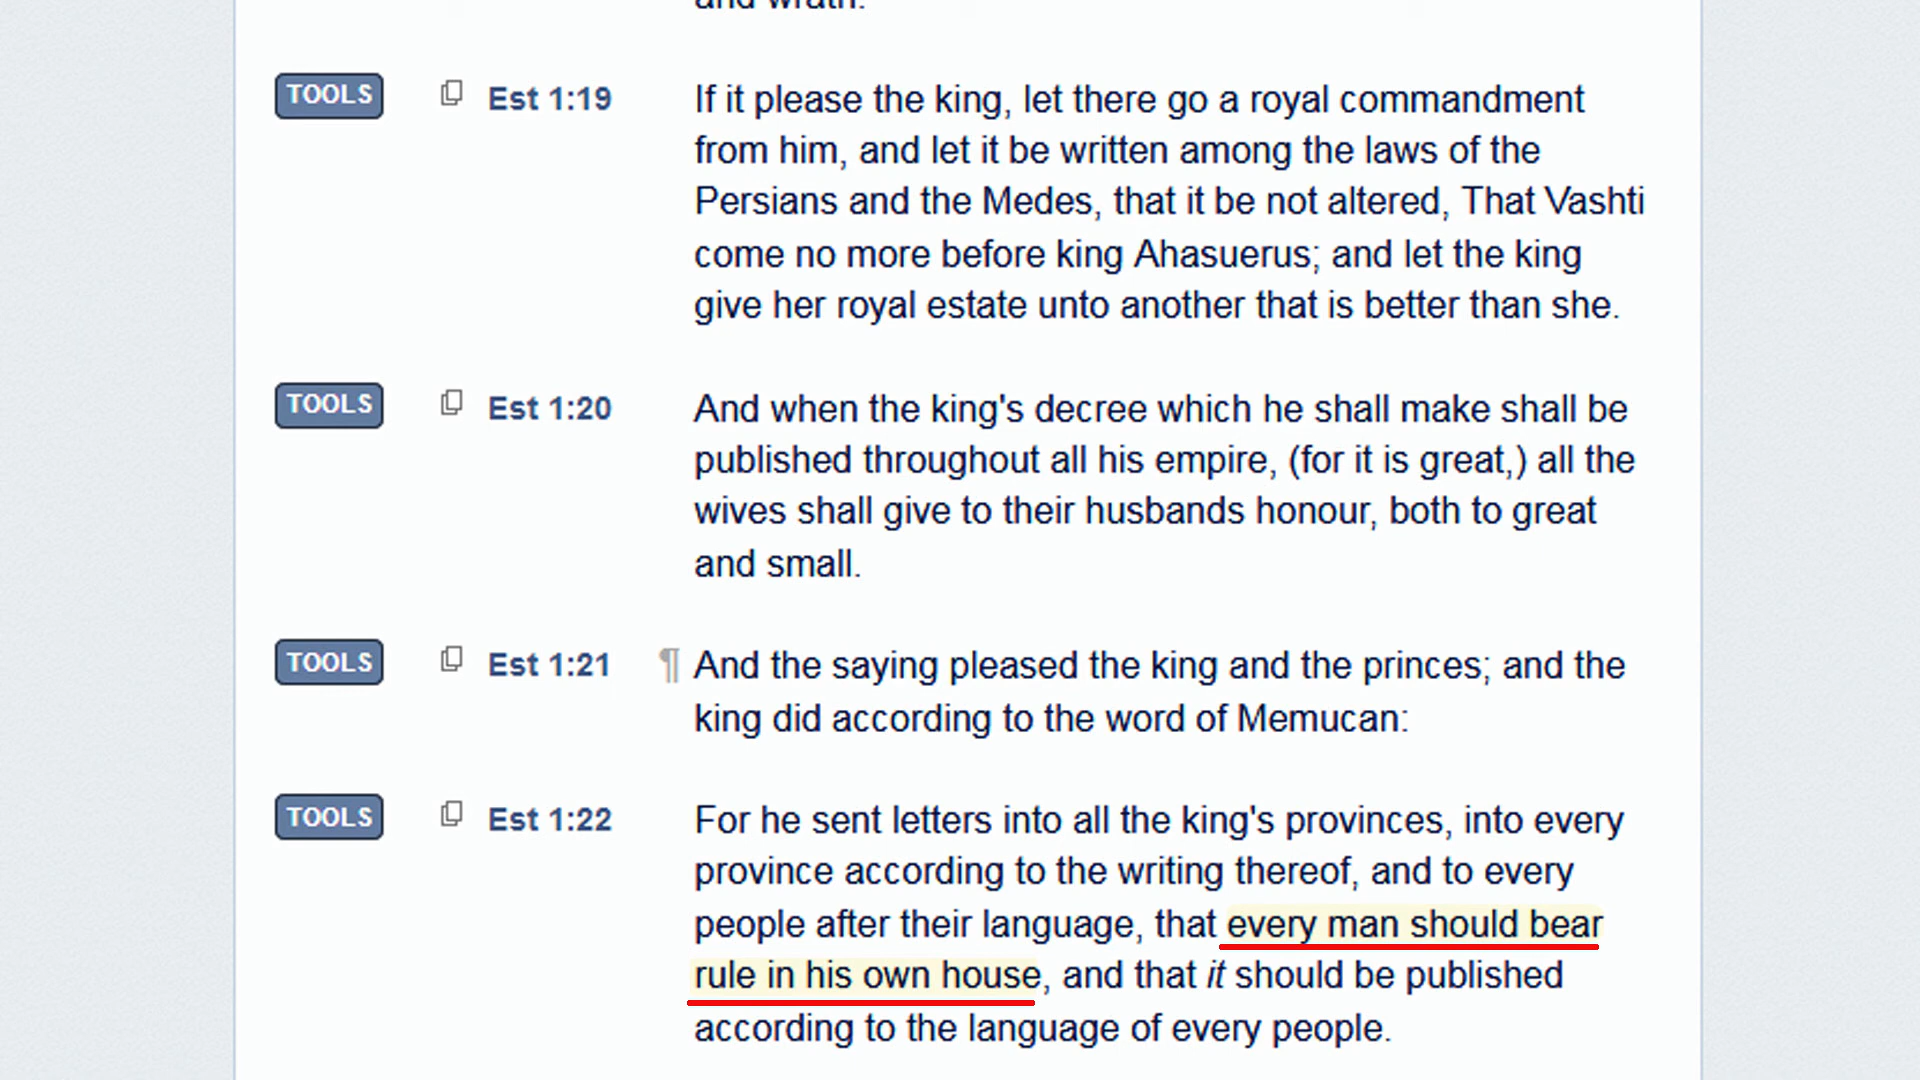 and wrath.
TOOLS Est 1:19 If it please the king, let there go a royal commandment
from him, and let it be written among the laws of the
Persians and the Medes, that it be not altered, That Vashti
come no more before king Ahasuerus; and let the king
give her royal estate unto another that is better than she.
TOOLS Est 1:20 And when the king's decree which he shall make shall be
published throughout all his empire, (for it is great,) all the
wives shall give to their husbands honour, both to great
and small.
TOOLS Est 1:21 ¶ And the saying pleased the king and the princes; and the
king did according to the word of Memucan:
TOOLS Est 1:22 For he sent letters into all the king's provinces, into every
province according to the writing thereof, and to every
people after their language, that every man should bear
rule in his own house, and that it should be published
according to the language of every people.